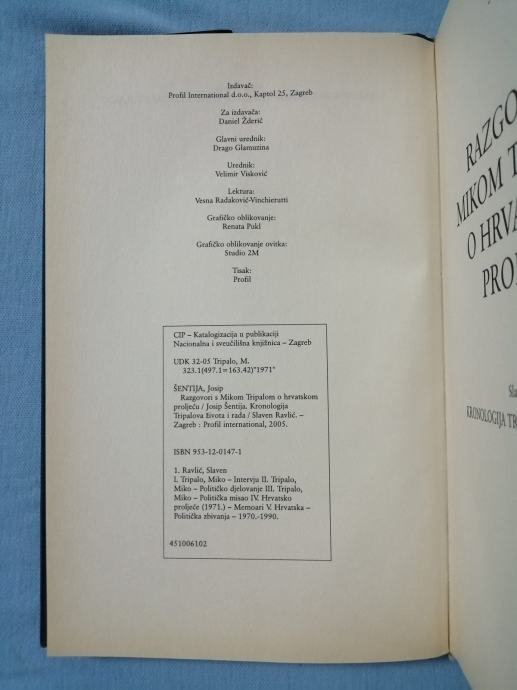 Izdavač:
Profil International d.o.o., Kaptol 25, Zagreb
Za izdavača:
Daniel Žderić
Glavni urednik:
Drago Glamuzina
Urednik:
Velimir Visković
Lektura:
Vesna Radaković-Vinchierutti
Grafičko oblikovanje:
Renata Pukl
Grafičko oblikovanje ovitka:
Studio 2M
Tisak:
Profil
CIP – Katalogizacija u publikaciji
Nacionalna i sveučilišna knjižnica – Zagreb
UDK 32-05 Tripalo, M.
323.1(497.1=163.42)"1971"
ŠENTIJA, Josip
Razgovori s Mikom Tripalom o hrvatskom
proljeću / Josip Šentija. Kronologija
Tripalova života i rada / Slaven Ravlić. –
Zagreb : Profil international, 2005.
ISBN 953-12-0147-1
1. Ravlić, Slaven
I. Tripalo, Miko – Intervju II. Tripalo,
Miko – Političko djelovanje III. Tripalo,
Miko – Politička misao IV. Hrvatsko
proljeće (1971.) – Memoari V. Hrvatska –
Politička zbivanja – 1970.-1990.
451006102
RAZGO
MIKOM T
O HRVA
PRO
Sla
KRONOLOGIJA TR